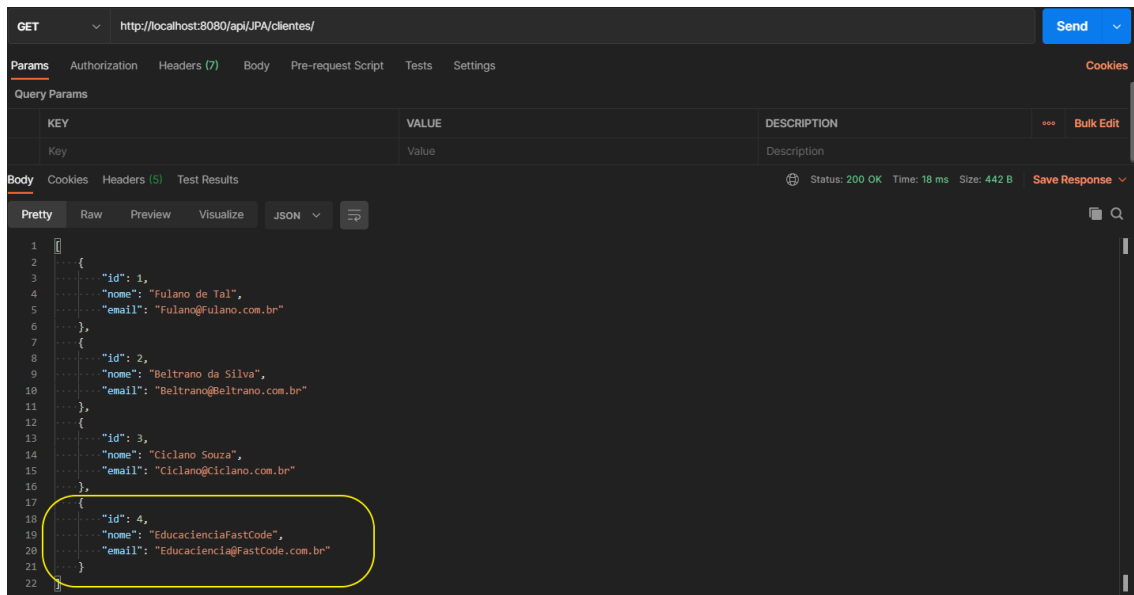 GET http://localhost:8080/api/JPA/clientes/ Send
Params Authorization Headers (7) Body Pre-request Script Tests Settings Cookies
Query Params
KEY VALUE DESCRIPTION ooo Bulk Edit
Key Value Description
Body Cookies Headers (5) Test Results Status: 200 OK Time: 18 ms Size: 442 B Save Response
Pretty Raw Preview Visualize JSON
1 [
2 {
3 "id": 1,
4 "nome": "Fulano de Tal",
5 "email": "Fulano@Fulano.com.br"
6 },
7 {
8 "id": 2,
9 "nome": "Beltrano da Silva",
10 "email": "Beltrano@Beltrano.com.br"
11 },
12 {
13 "id": 3,
14 "nome": "Ciclano Souza",
15 "email": "Ciclano@Ciclano.com.br"
16 },
17 {
18 "id": 4,
19 "nome": "EducacienciaFastCode",
20 "email": "Educaciencia@FastCode.com.br"
21 }
22 ]